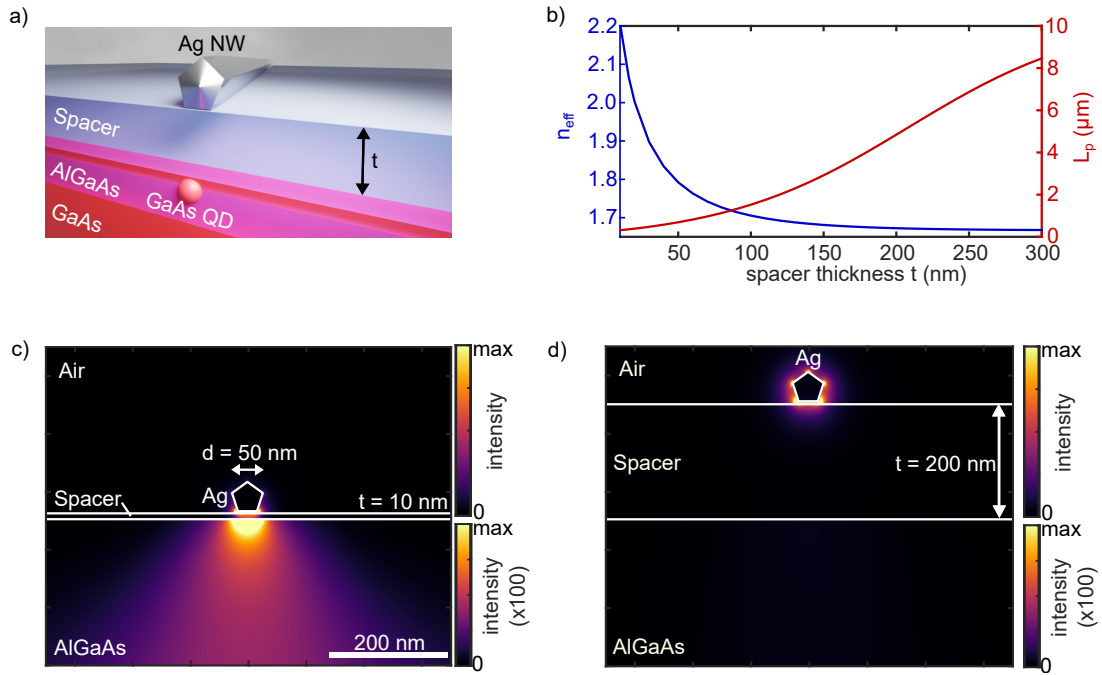 a)
Ag NW
Spacer
t
AlGaAs
GaAs QD
GaAs
b)
2.2
2.1
2.0
1.9
1.8
1.7
n_eff
10
8
6
4
2
0
L_p (μm)
50 100 150 200 250 300
spacer thickness t (nm)
c)
Air
d = 50 nm
Ag
Spacer
t = 10 nm
AlGaAs
200 nm
max
intensity
0
max
intensity
(x100)
0
d)
Air
Ag
Spacer
t = 200 nm
AlGaAs
max
intensity
0
max
intensity
(x100)
0